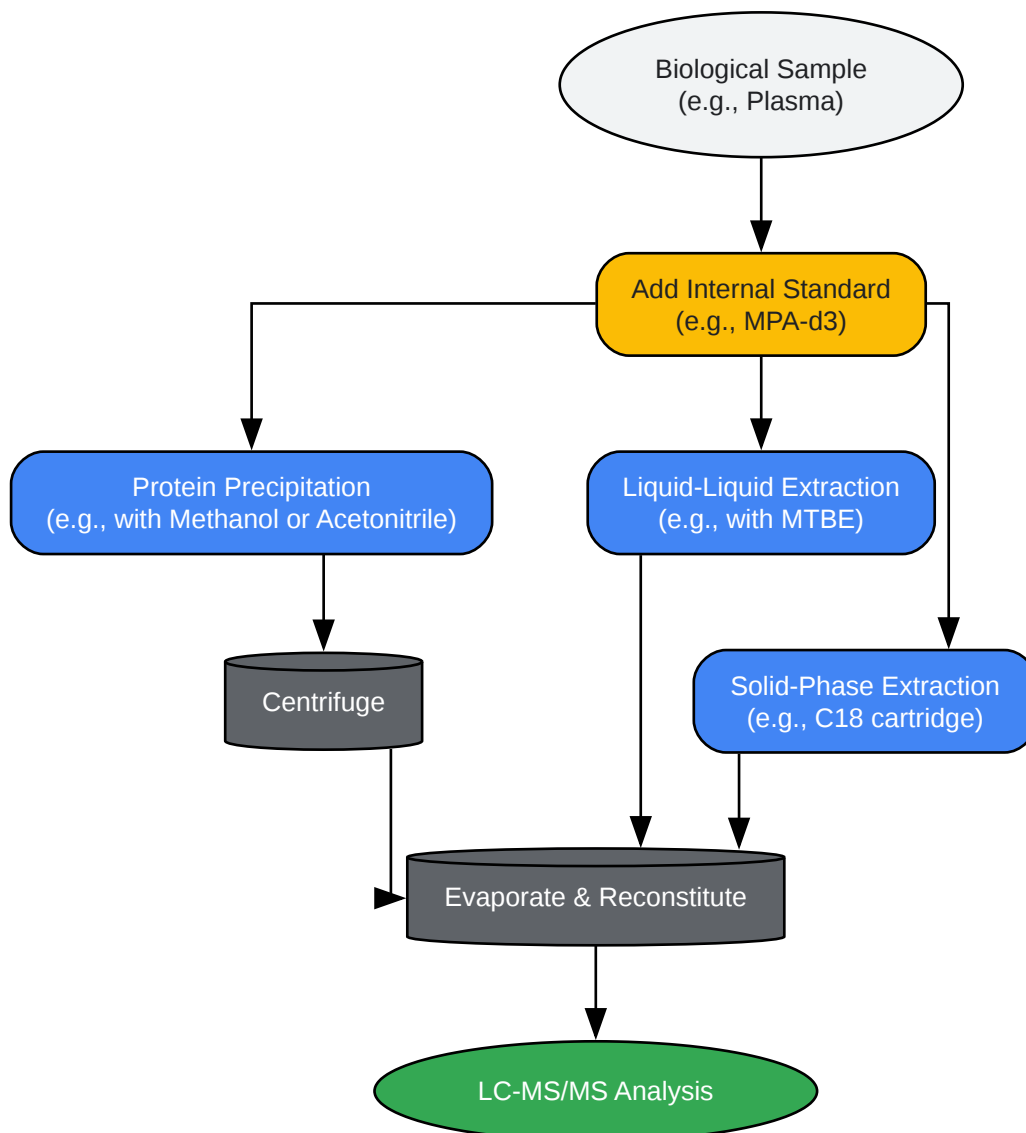 Biological Sample
(e.g., Plasma)
Add Internal Standard
(e.g., MPA-d3)
Protein Precipitation
(e.g., with Methanol or Acetonitrile)
Liquid-Liquid Extraction
(e.g., with MTBE)
Centrifuge
Solid-Phase Extraction
(e.g., C18 cartridge)
Evaporate & Reconstitute
LC-MS/MS Analysis